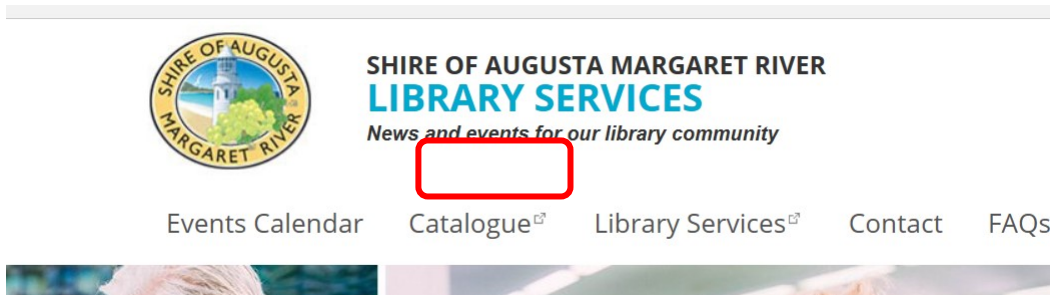 SHIRE OF AUGUSTA
MARGARET RIVER
SHIRE OF AUGUSTA MARGARET RIVER
LIBRARY SERVICES
News and events for our library community
Events Calendar Catalogue Library Services Contact FAQs